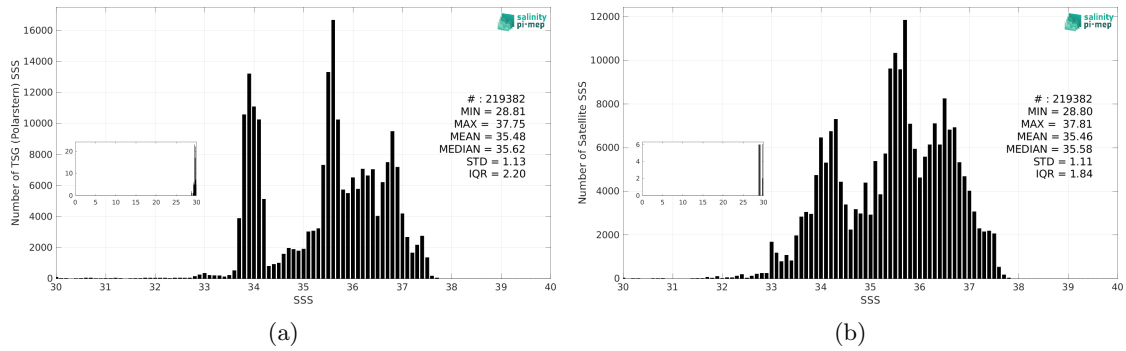 salinity
pi-mep
16000
14000
12000
10000
8000
6000
4000
2000
0
Number of TSG (Polarstern) SSS
# : 219382
MIN = 28.81
MAX = 37.75
MEAN = 35.48
MEDIAN = 35.62
STD = 1.13
IQR = 2.20
20
10
0
0 5 10 15 20 25 30
30 31 32 33 34 35 36 37 38 39 40
SSS
(a)
salinity
pi-mep
12000
10000
8000
6000
4000
2000
0
Number of Satellite SSS
# : 219382
MIN = 28.80
MAX = 37.81
MEAN = 35.46
MEDIAN = 35.58
STD = 1.11
IQR = 1.84
6
4
2
0
0 5 10 15 20 25 30
30 31 32 33 34 35 36 37 38 39 40
SSS
(b)